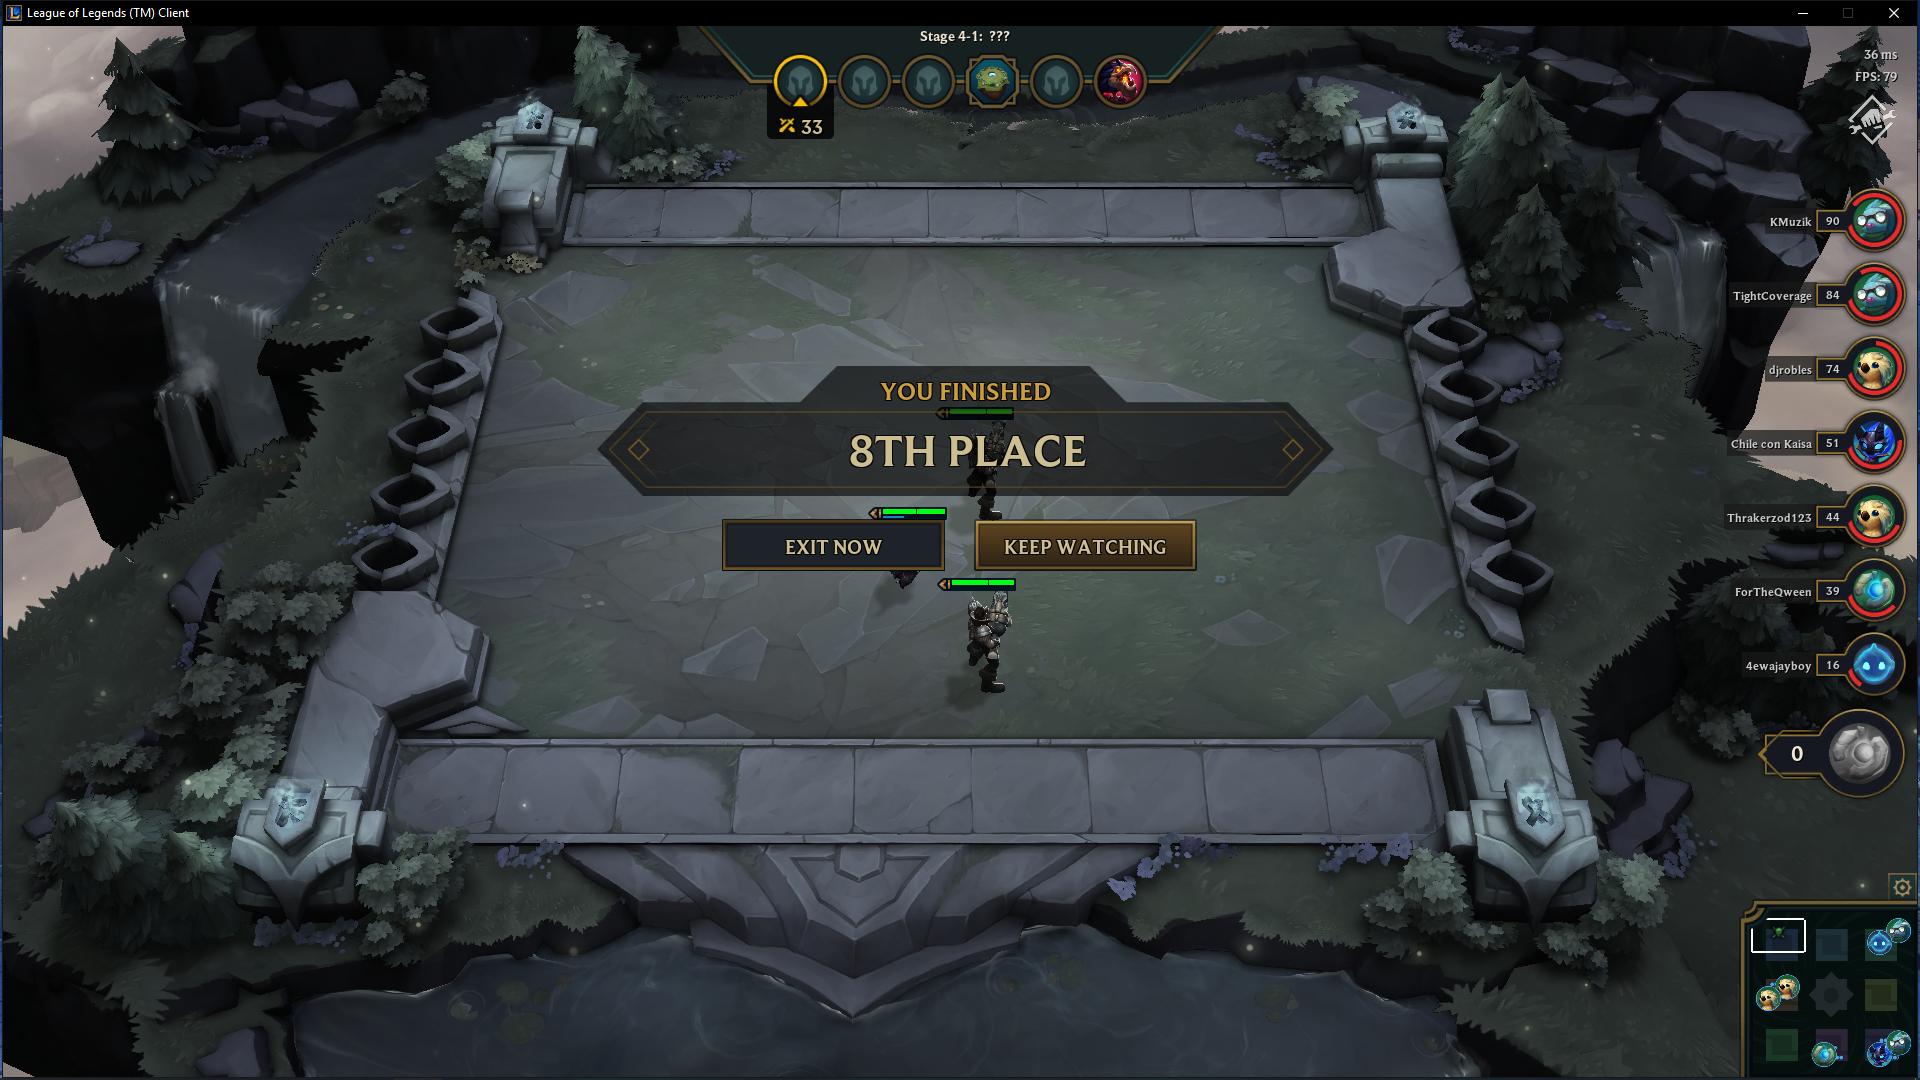 League of Legends (TM) Client
Stage 4-1: ???
36 ms
FPS: 79
33
KMuzik 90
TightCoverage 84
djrobles 74
YOU FINISHED
8TH PLACE
Chile con Kaisa 51
Thrakerzod123 44
EXIT NOW
KEEP WATCHING
ForTheQween 39
4ewajayboy 16
0